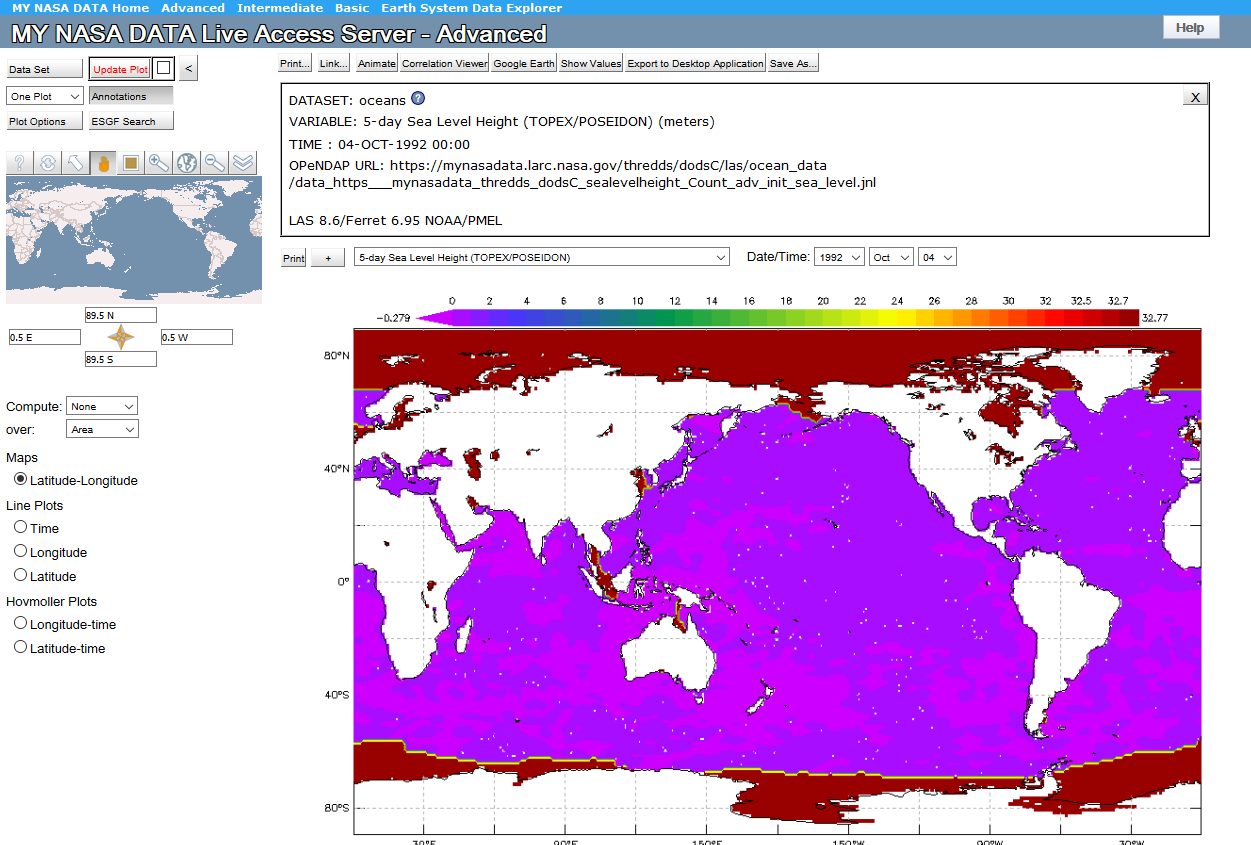 MY NASA DATA Home Advanced Intermediate Basic Earth System Data Explorer
MY NASA DATA Live Access Server - Advanced
Help
Data Set Update Plot <
One Plot Annotations
Plot Options ESGF Search
Print... Link... Animate Correlation Viewer Google Earth Show Values Export to Desktop Application Save As...
X
DATASET: oceans ?
VARIABLE: 5-day Sea Level Height (TOPEX/POSEIDON) (meters)
TIME : 04-OCT-1992 00:00
OPeNDAP URL: https://mynasadata.larc.nasa.gov/thredds/dodsC/las/ocean_data
/data_https___mynasadata_thredds_dodsC_sealevelheight_Count_adv_init_sea_level.jnl
LAS 8.6/Ferret 6.95 NOAA/PMEL
Print + 5-day Sea Level Height (TOPEX/POSEIDON) Date/Time: 1992 Oct 04
89.5 N
0.5 E 0.5 W
89.5 S
Compute: None
over: Area
Maps
Latitude-Longitude
Line Plots
Time
Longitude
Latitude
Hovmoller Plots
Longitude-time
Latitude-time
0 2 4 6 8 10 12 14 16 18 20 22 24 26 28 30 32 32.5 32.7
-0.279 32.77
80°N
40°N
0°
40°S
80°S
30°E 90°E 150°E 150°W 90°W 30°W